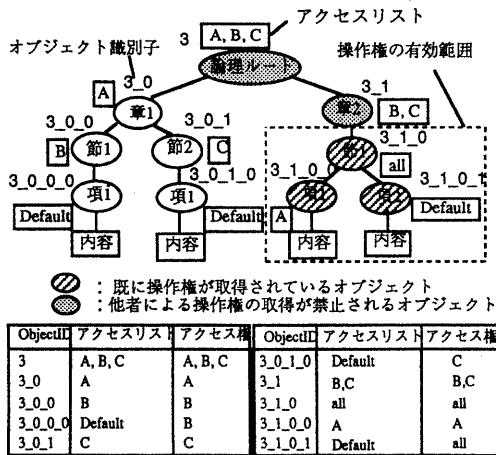 アクセスリスト
3
A, B, C
オブジェクト識別子
論理ルート
操作権の有効範囲
3_0
A
章1
3_1
章2
B, C
3_0_0
B
節1
3_0_1
節2
C
3_1_0
節1
all
3_0_0_0
項1
Default
内容
3_0_1_0
項1
Default
内容
3_1_0_0
A
内容
3_1_0_1
Default
内容
: 既に操作権が取得されているオブジェクト
: 他者による操作権の取得が禁止されるオブジェクト
ObjectID アクセスリスト アクセス権 ObjectID アクセスリスト アクセス権
3 A, B, C A, B, C 3_0_1_0 Default C
3_0 A A 3_1 B,C B,C
3_0_0 B B 3_1_0 all all
3_0_0_0 Default B 3_1_0_0 A A
3_0_1 C C 3_1_0_1 Default all